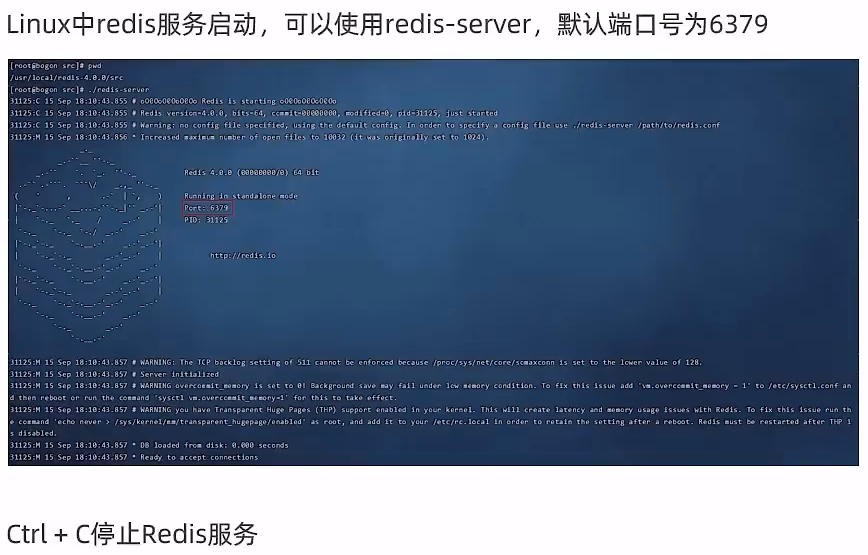 Linux中redis服务启动，可以使用redis-server，默认端口号为6379
[root@bogon src]# pwd
/usr/local/redis-4.0.0/src
[root@bogon src]# ./redis-server
31125:C 15 Sep 18:10:43.855 # oO0OoO0OoO0Oo Redis is starting oO0OoO0OoO0Oo
31125:C 15 Sep 18:10:43.855 # Redis version=4.0.0, bits=64, commit=00000000, modified=0, pid=31125, just started
31125:C 15 Sep 18:10:43.855 # Warning: no config file specified, using the default config. In order to specify a config file use ./redis-server /path/to/redis.conf
31125:M 15 Sep 18:10:43.856 * Increased maximum number of open files to 10032 (it was originally set to 1024).
Redis 4.0.0 (00000000/0) 64 bit
Running in standalone mode
Port: 6379
PID: 31125
http://redis.io
31125:M 15 Sep 18:10:43.857 # WARNING: The TCP backlog setting of 511 cannot be enforced because /proc/sys/net/core/somaxconn is set to the lower value of 128.
31125:M 15 Sep 18:10:43.857 # Server initialized
31125:M 15 Sep 18:10:43.857 # WARNING overcommit_memory is set to 0! Background save may fail under low memory condition. To fix this issue add 'vm.overcommit_memory = 1' to /etc/sysctl.conf an
d then reboot or run the command 'sysctl vm.overcommit_memory=1' for this to take effect.
31125:M 15 Sep 18:10:43.857 # WARNING you have Transparent Huge Pages (THP) support enabled in your kernel. This will create latency and memory usage issues with Redis. To fix this issue run th
e command 'echo never > /sys/kernel/mm/transparent_hugepage/enabled' as root, and add it to your /etc/rc.local in order to retain the setting after a reboot. Redis must be restarted after THP i
s disabled.
31125:M 15 Sep 18:10:43.857 * DB loaded from disk: 0.000 seconds
31125:M 15 Sep 18:10:43.857 * Ready to accept connections
Ctrl + C停止Redis服务